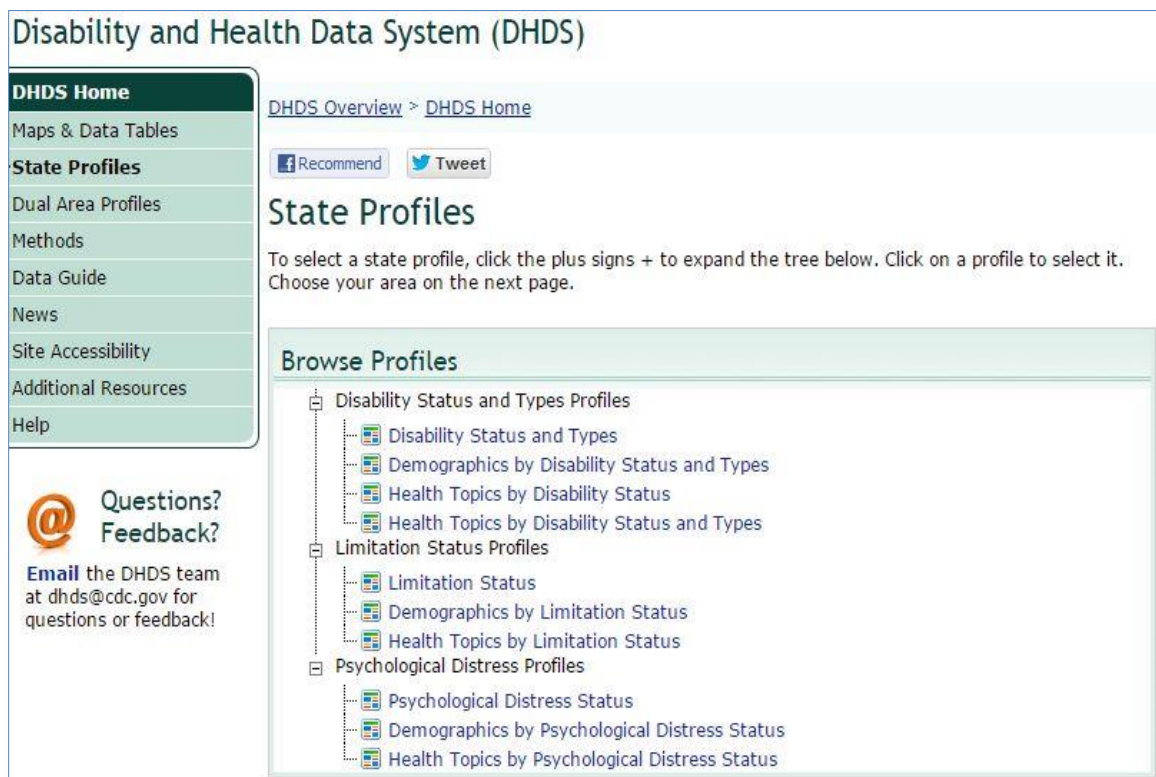 Disability and Health Data System (DHDS)
DHDS Home
Maps & Data Tables
State Profiles
Dual Area Profiles
Methods
Data Guide
News
Site Accessibility
Additional Resources
Help
Questions?
Feedback?
Email the DHDS team
at dhds@cdc.gov for
questions or feedback!
DHDS Overview > DHDS Home
Recommend Tweet
State Profiles
To select a state profile, click the plus signs + to expand the tree below. Click on a profile to select it.
Choose your area on the next page.
Browse Profiles
Disability Status and Types Profiles
Disability Status and Types
Demographics by Disability Status and Types
Health Topics by Disability Status
Health Topics by Disability Status and Types
Limitation Status Profiles
Limitation Status
Demographics by Limitation Status
Health Topics by Limitation Status
Psychological Distress Profiles
Psychological Distress Status
Demographics by Psychological Distress Status
Health Topics by Psychological Distress Status